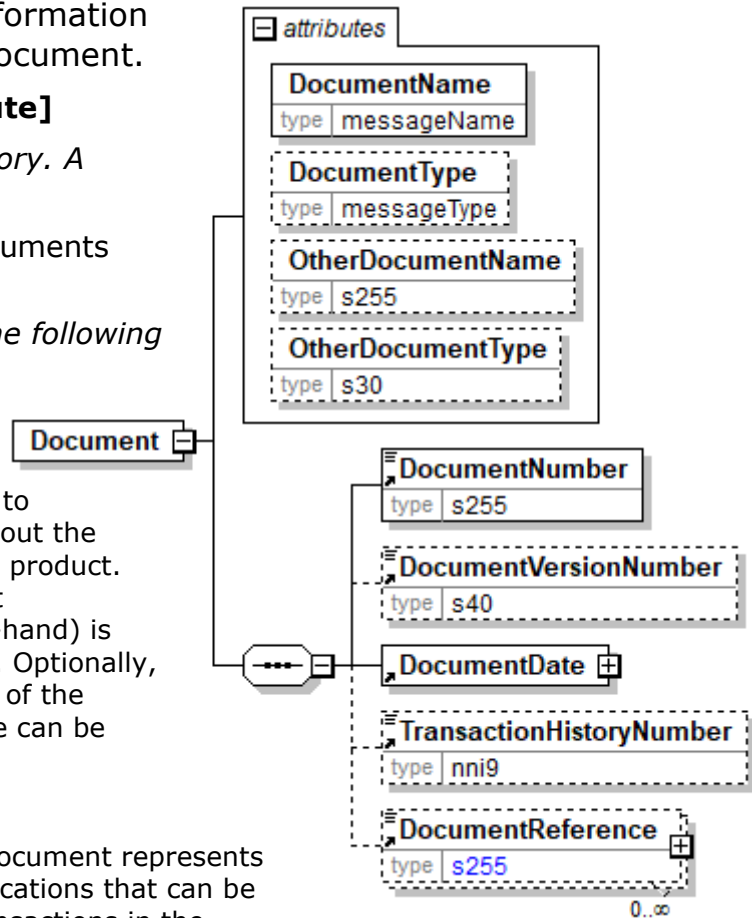 formation
ocument.
ute]
ory. A
uments
e following
to
out the
product.
hand) is
. Optionally,
of the
e can be
ocument represents
cations that can be
attributes
DocumentName
type messageName
DocumentType
type messageType
OtherDocumentName
type s255
OtherDocumentType
type s30
Document
DocumentNumber
type s255
DocumentVersionNumber
type s40
DocumentDate
TransactionHistoryNumber
type nni9
DocumentReference
type s255
0..∞